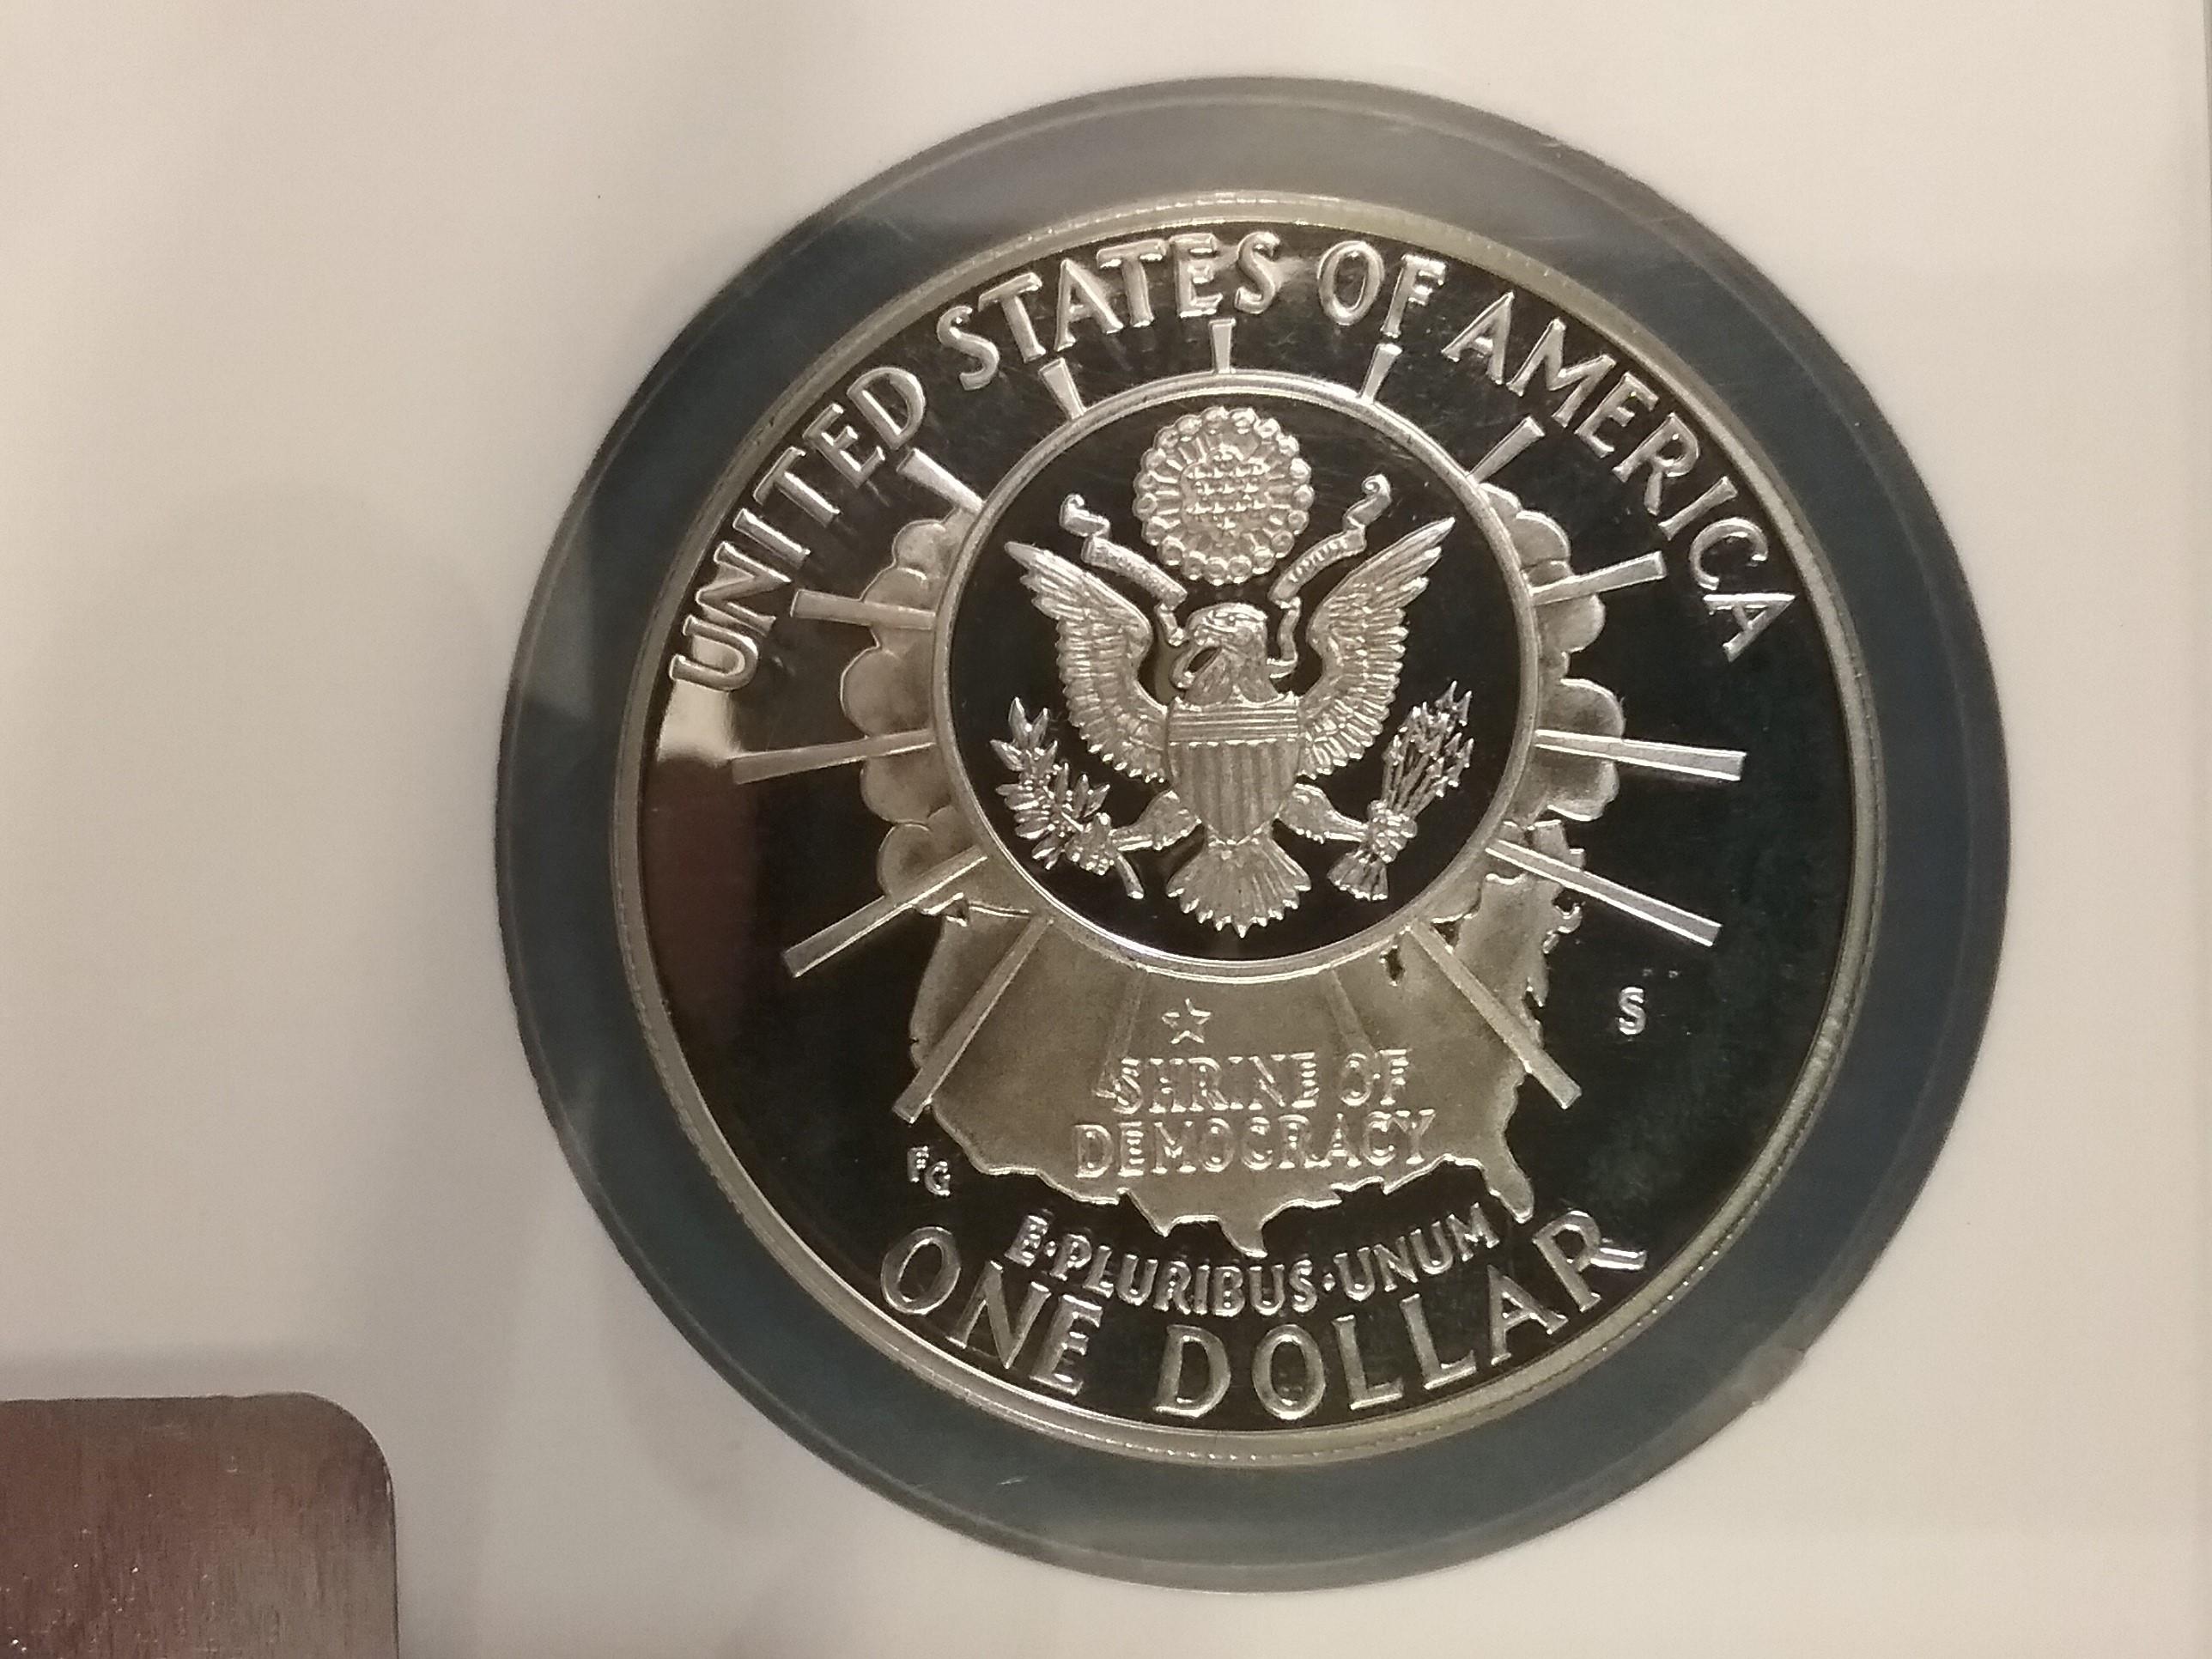 UNITED STATES OF AMERICA
S
SHRINE OF
DEMOCRACY
FG
E·PLURIBUS·UNUM
ONE DOLLAR